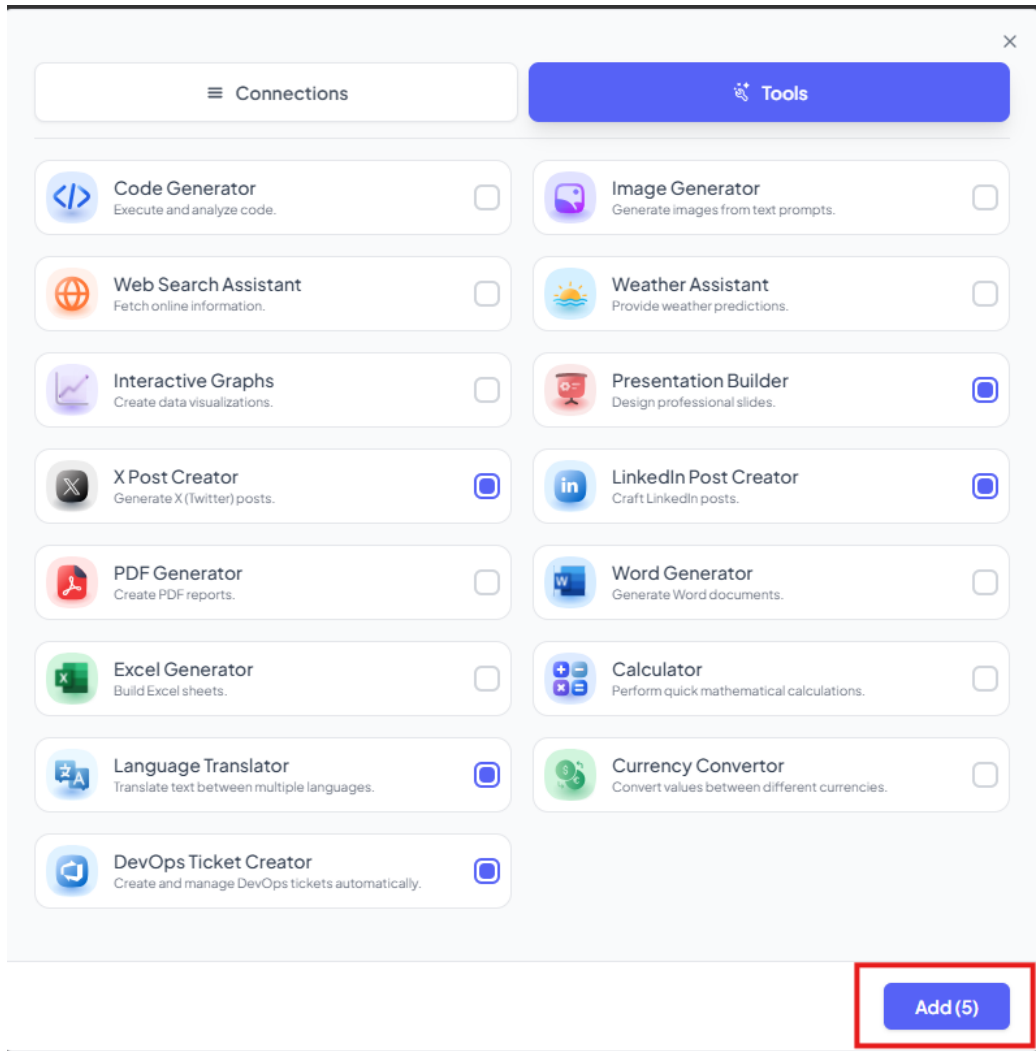 Connections
Tools
Code Generator
Execute and analyze code.
Image Generator
Generate images from text prompts.
Web Search Assistant
Fetch online information.
Weather Assistant
Provide weather predictions.
Interactive Graphs
Create data visualizations.
Presentation Builder
Design professional slides.
X Post Creator
Generate X (Twitter) posts.
in
LinkedIn Post Creator
Craft LinkedIn posts.
PDF Generator
Create PDF reports.
W
Word Generator
Generate Word documents.
X
Excel Generator
Build Excel sheets.
Calculator
Perform quick mathematical calculations.
Language Translator
Translate text between multiple languages.
Currency Convertor
Convert values between different currencies.
DevOps Ticket Creator
Create and manage DevOps tickets automatically.
Add (5)